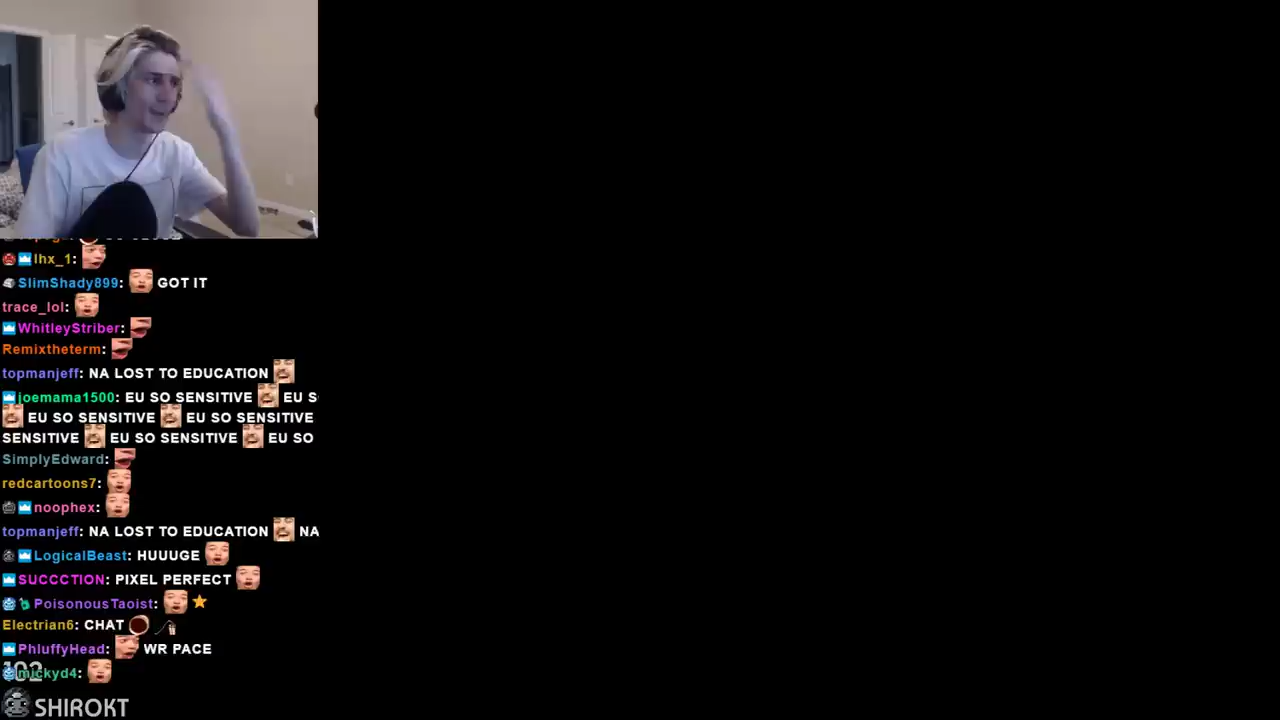 lhx_1:
SlimShady899: GOT IT
trace_lol:
WhitleyStriber:
Remixtheterm:
topmanjeff: NA LOST TO EDUCATION
joemama1500: EU SO SENSITIVE EU S
EU SO SENSITIVE EU SO SENSITIVE
SENSITIVE EU SO SENSITIVE EU SO
SimplyEdward:
redcartoons7:
noophex:
topmanjeff: NA LOST TO EDUCATION NA
LogicalBeast: HUUUGE
SUCCCTION: PIXEL PERFECT
PoisonousTaoist:
Electrian6: CHAT
PhluffyHead: WR PACE
mickyd4:
SHIROKT